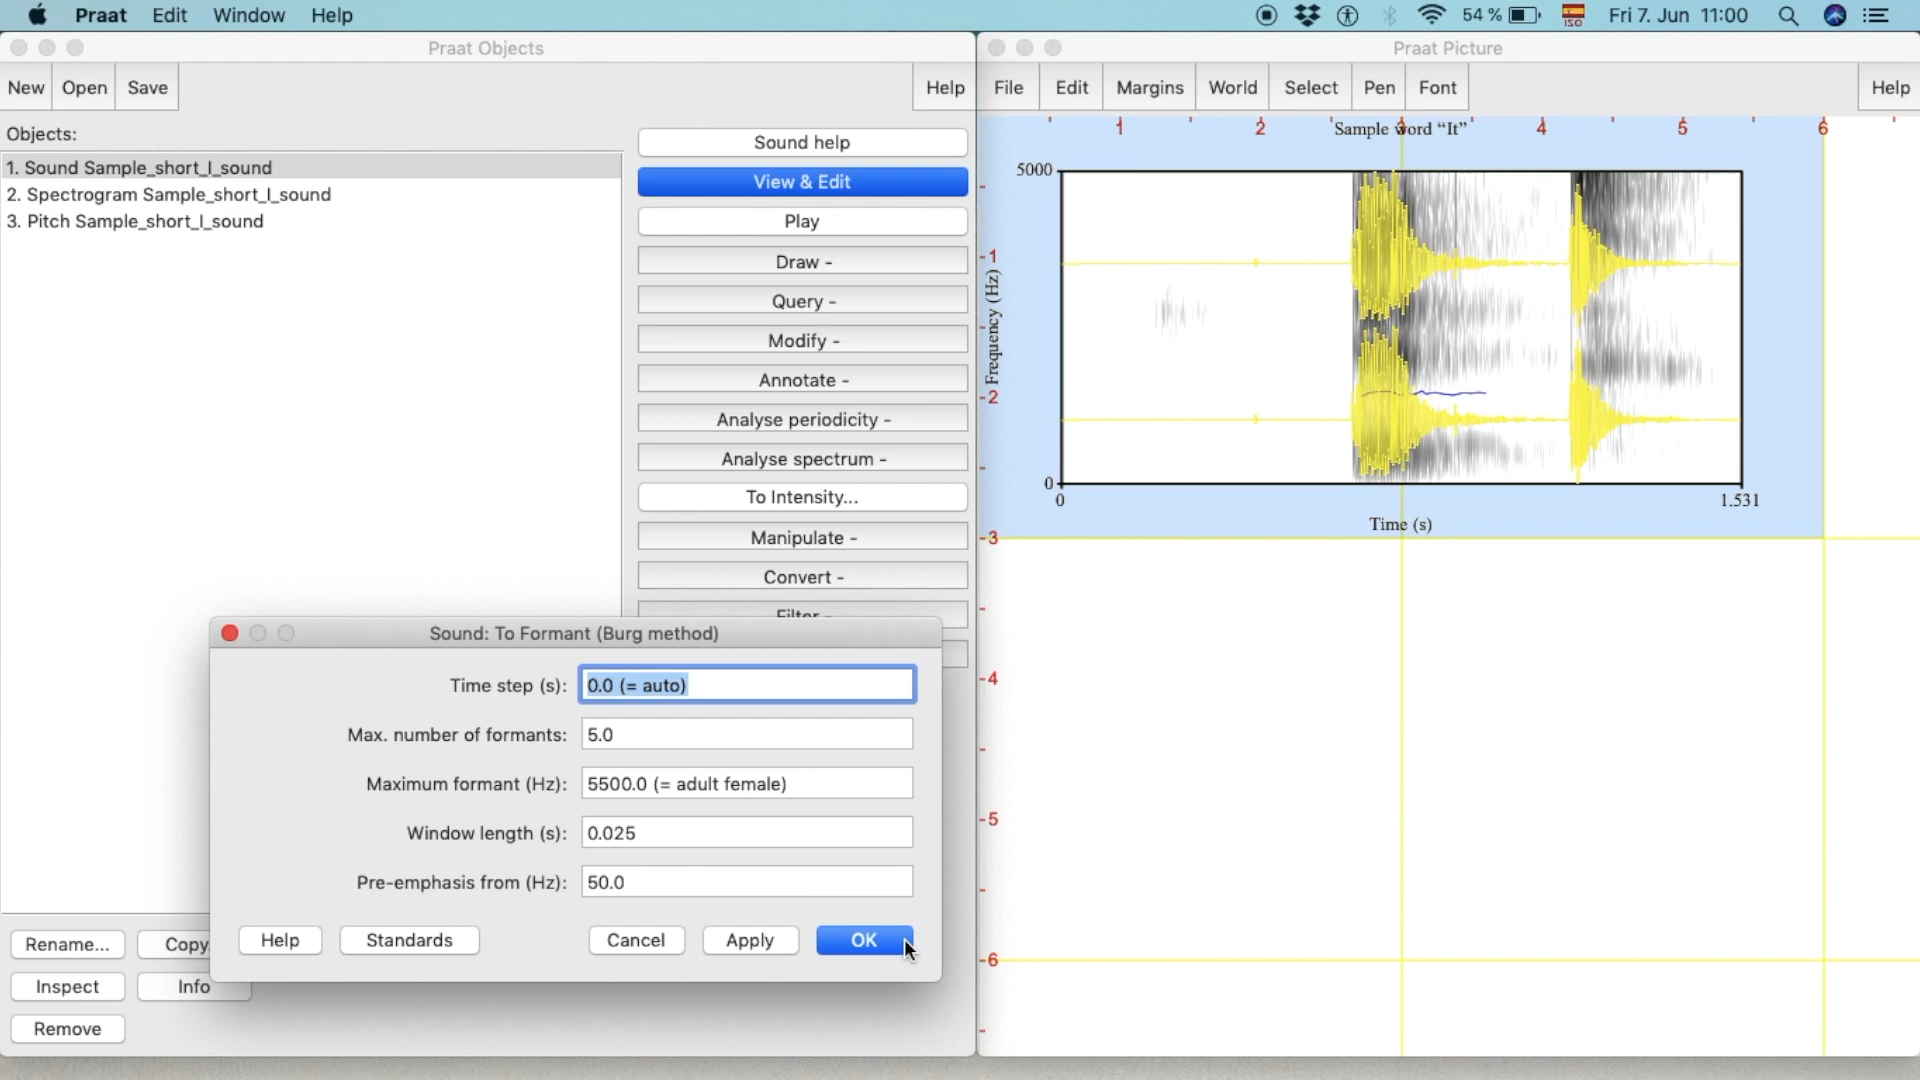 Praat Edit Window Help
54 % ISO Fri 7. Jun 11:00
Praat Objects
New Open Save Help
Objects:
1. Sound Sample_short_I_sound
2. Spectrogram Sample_short_I_sound
3. Pitch Sample_short_I_sound
Sound help
View & Edit
Play
Draw -
Query -
Modify -
Annotate -
Analyse periodicity -
Analyse spectrum -
To Intensity...
Manipulate -
Convert -
Filter -
Rename... Copy.
Inspect Info
Remove
Sound: To Formant (Burg method)
Time step (s): 0.0 (= auto)
Max. number of formants: 5.0
Maximum formant (Hz): 5500.0 (= adult female)
Window length (s): 0.025
Pre-emphasis from (Hz): 50.0
Help Standards Cancel Apply OK
Praat Picture
File Edit Margins World Select Pen Font Help
1 2 3 4 5 6
Sample word “It”
5000
Frequency (Hz)
0
0 1.531
Time (s)
1
2
3
4
5
6